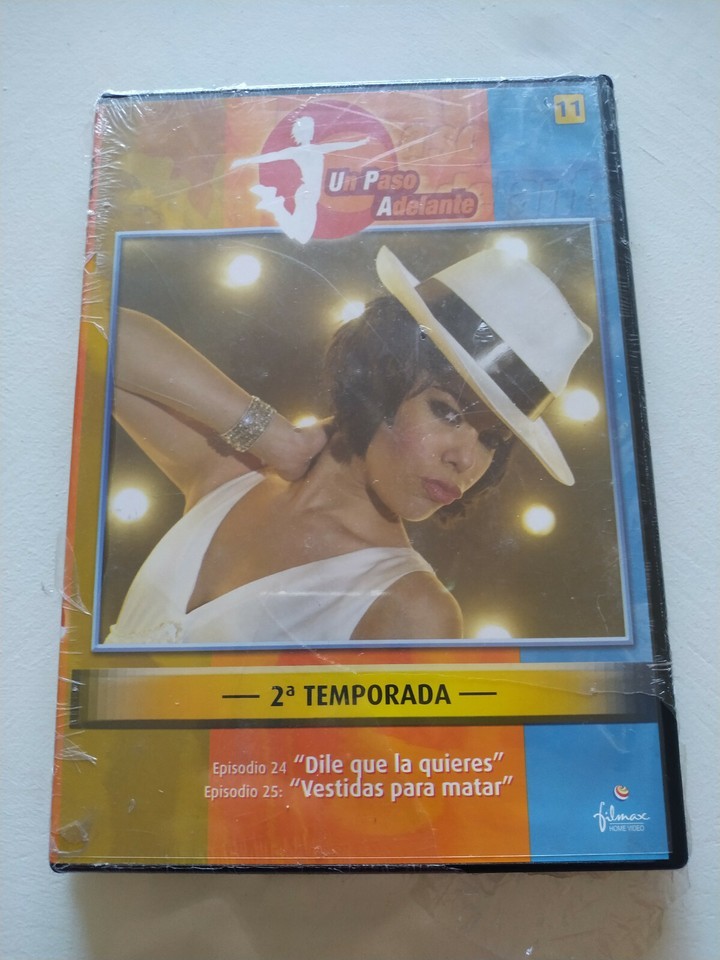 11
Un Paso
Adelante
2ª TEMPORADA
Episodio 24 “Dile que la quieres”
Episodio 25: “Vestidas para matar”
filmax
HOME VIDEO